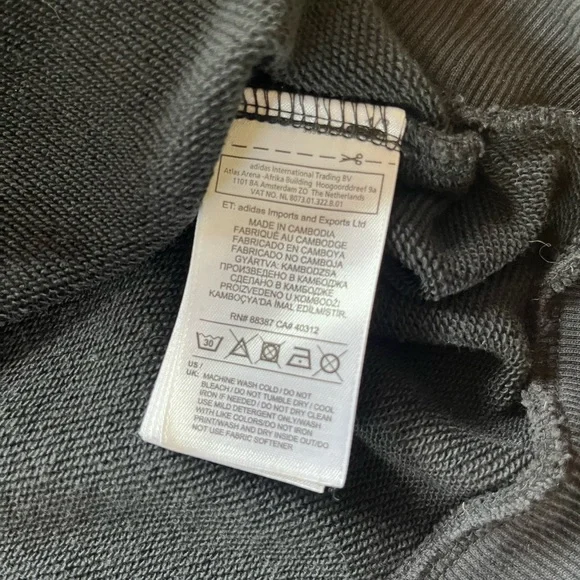 adidas International Trading BV
Atlas Arena -Afrika Building Hoogoorddreef 9a
1101 BA Amsterdam ZO The Netherlands
VAT NO. NL 8073.01.322.B.01
ET: adidas Imports and Exports Ltd
MADE IN CAMBODIA
FABRIQUÉ AU CAMBODGE
FABRICADO EN CAMBOYA
FABRICADO NO CAMBOJA
GYÁRTVA: KAMBODZSA
ПРОИЗВЕДЕНО В КАМБОДЖЕ
СДЕЛАНО В КАМБОДЖЕ
PROIZVEDENO U KOMBODŽI
KAMBOÇYA'DA IMAL EDİLMİSTİR.
RN# 88387 CA# 40312
30
US /
UK: MACHINE WASH COLD/DO NOT
BLEACH/DO NOT TUMBLE DRY/COOL
IRON IF NEEDED/DO NOT DRY CLEAN
USE MILD DETERGENT ONLY/WASH
WITH LIKE COLORS/DO NOT IRON
PRINT/WASH AND DRY INSIDE OUT/DO
NOT USE FABRIC SOFTENER